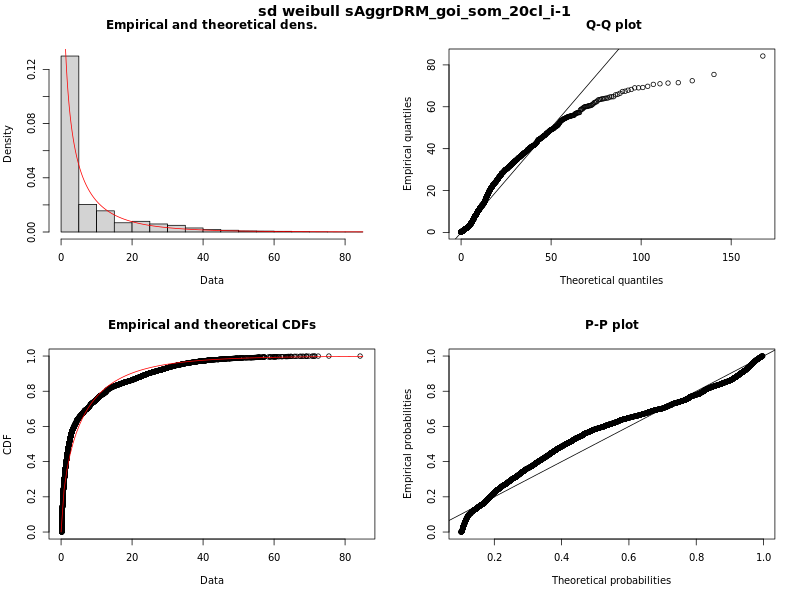 sd weibull sAggrDRM_goi_som_20cl_i-1
Empirical and theoretical dens.
Density
0.00 0.04 0.08 0.12
0 20 40 60 80
Data
Q-Q plot
Empirical quantiles
0 20 40 60 80
0 50 100 150
Theoretical quantiles
Empirical and theoretical CDFs
CDF
0.0 0.2 0.4 0.6 0.8 1.0
0 20 40 60 80
Data
P-P plot
Empirical probabilities
0.0 0.2 0.4 0.6 0.8 1.0
0.2 0.4 0.6 0.8 1.0
Theoretical probabilities